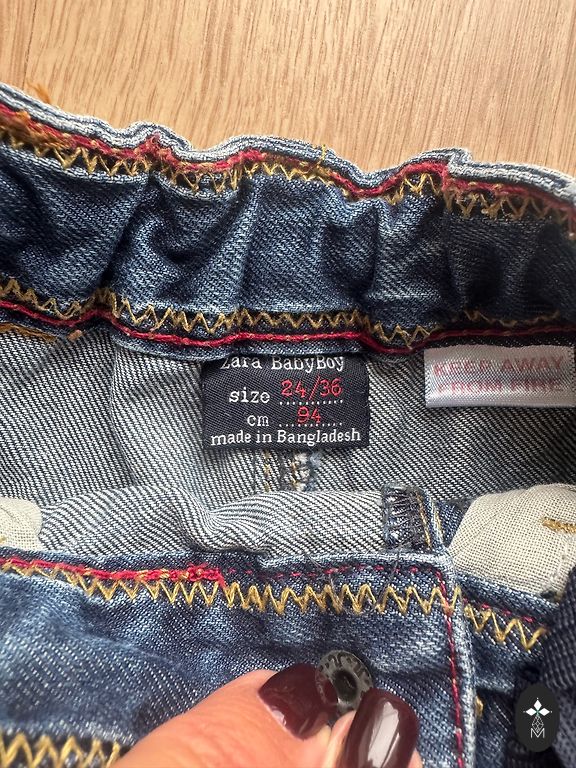 Zara BabyBoy
size 24/36
cm 94
made in Bangladesh
KEEP AWAY
FROM FIRE
M